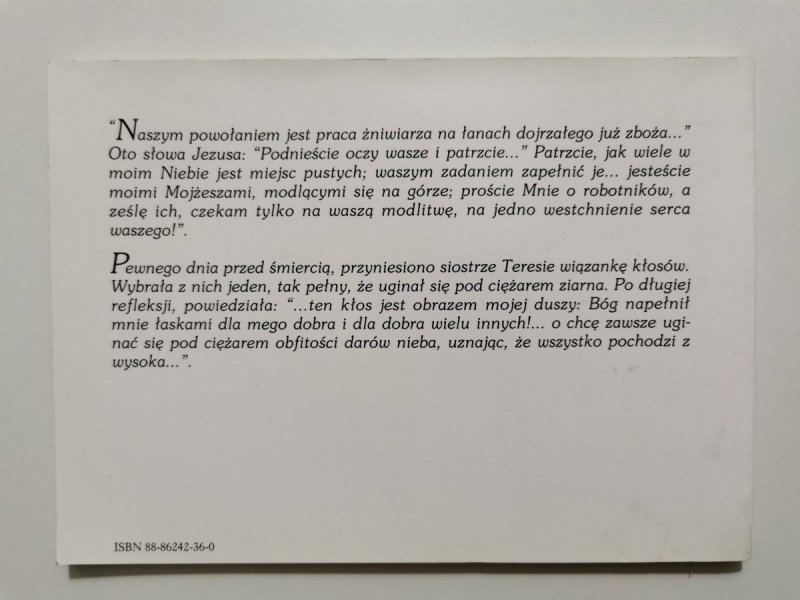 “Naszym powołaniem jest praca żniwiarza na łanach dojrzałego już zboża...”
Oto słowa Jezusa: “Podnieście oczy wasze i patrzcie...” Patrzcie, jak wiele w
moim Niebie jest miejsc pustych; waszym zadaniem zapełnić je... jesteście
moimi Mojżeszami, modlącymi się na górze; proście Mnie o robotników, a
ześlę ich, czekam tylko na waszą modlitwę, na jedno westchnienie serca
waszego!”.
Pewnego dnia przed śmiercią, przyniesiono siostrze Teresie wiązankę kłosów.
Wybrała z nich jeden, tak pełny, że uginał się pod ciężarem ziarna. Po długiej
refleksji, powiedziała: “...ten kłos jest obrazem mojej duszy: Bóg napełnił
mnie łaskami dla mego dobra i dla dobra wielu innych!... o chcę zawsze ugi-
nać się pod ciężarem obfitości darów nieba, uznając, że wszystko pochodzi z
wysoka...”.
ISBN 88-86242-36-0